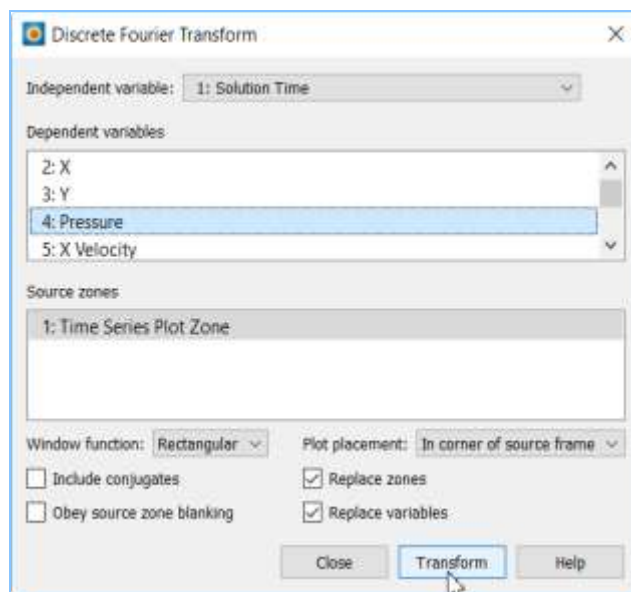 Discrete Fourier Transform
Independent variable: 1: Solution Time
Dependent variables
2: X
3: Y
4: Pressure
5: X Velocity
Source zones
1: Time Series Plot Zone
Window function: Rectangular Plot placement: In corner of source frame
Include conjugates Replace zones
Obey source zone blanking Replace variables
Close Transform Help